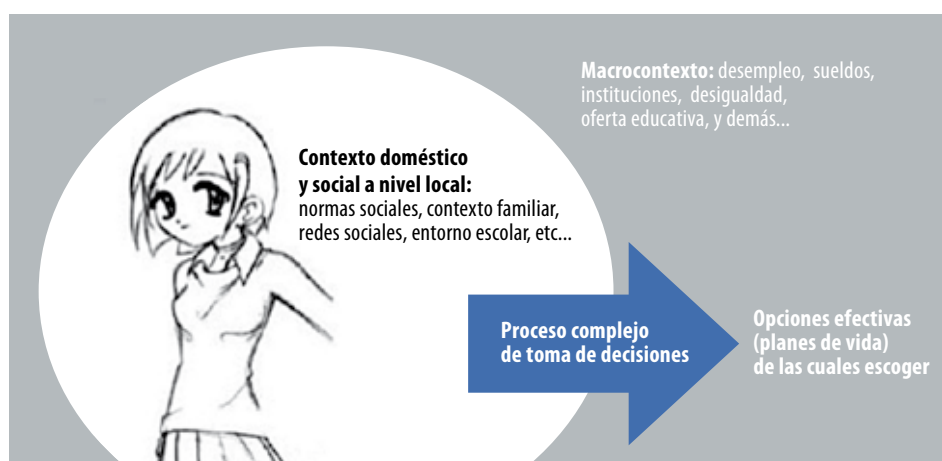 Macrocontexto: desempleo, sueldos,
instituciones, desigualdad,
oferta educativa, y demás...
Contexto doméstico
y social a nivel local:
normas sociales, contexto familiar,
redes sociales, entorno escolar, etc...
Proceso complejo
de toma de decisiones
Opciones efectivas
(planes de vida)
de las cuales escoger